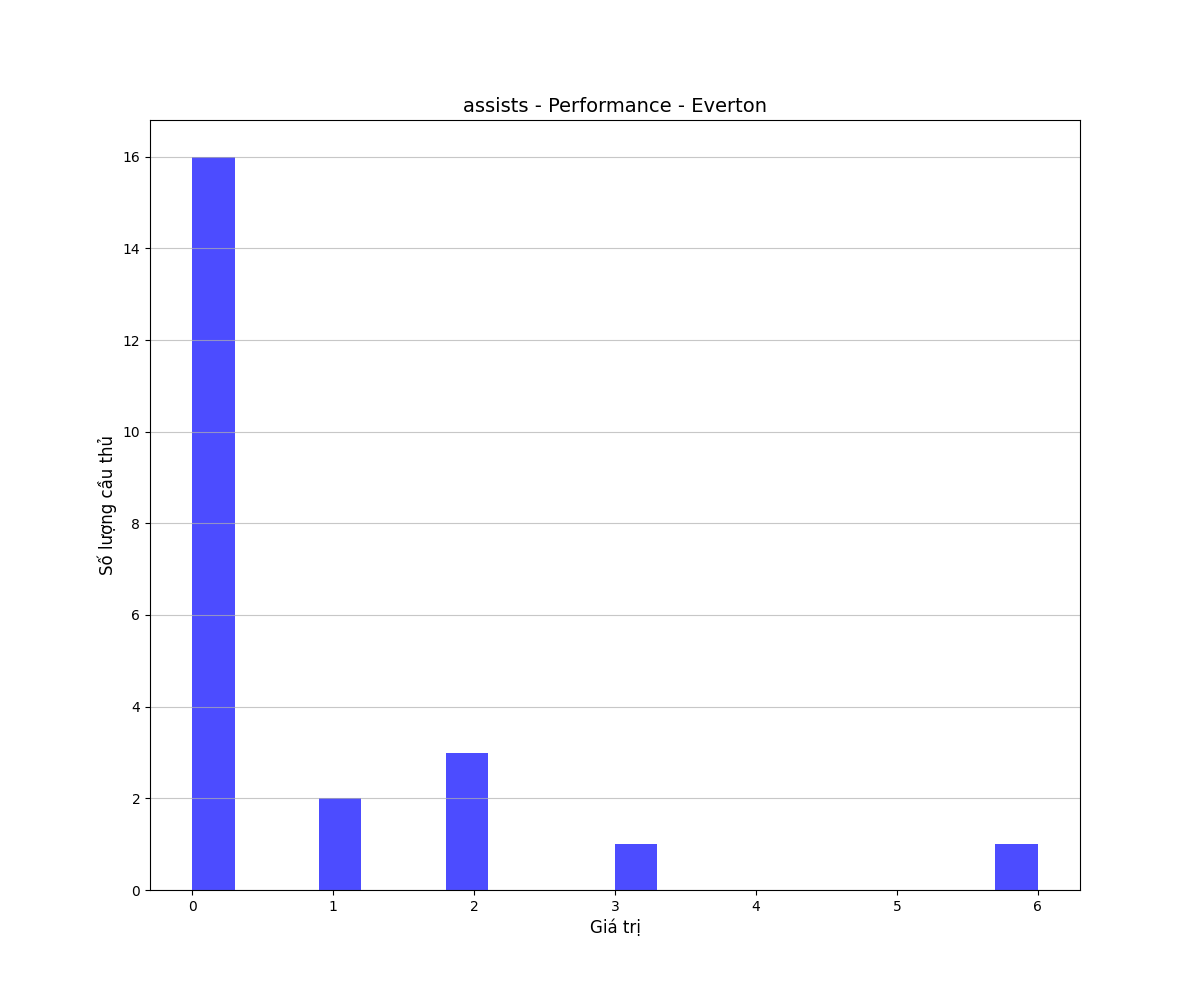 assists - Performance - Everton
Số lượng cầu thủ
16
14
12
10
8
6
4
2
0
0 1 2 3 4 5 6
Giá trị